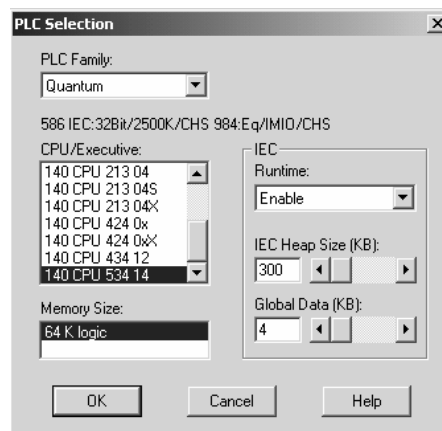 PLC Selection
PLC Family:
Quantum
586 IEC:32Bit/2500K/CHS 984:Eq/IMIO/CHS
CPU/Executive:
140 CPU 213 04
140 CPU 213 04S
140 CPU 213 04X
140 CPU 424 0x
140 CPU 424 0xX
140 CPU 434 12
140 CPU 534 14
Memory Size:
64 K logic
IEC
Runtime:
Enable
IEC Heap Size (KB):
300
Global Data (KB):
4
OK
Cancel
Help